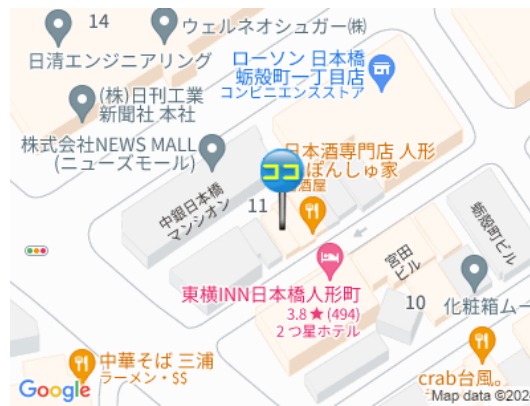 14
ウェルネオシュガー㈱
日清エンジニアリング
(株)日刊工業
新聞社 本社
ローソン 日本橋
蛎殻町一丁目店
コンビニエンスストア
株式会社NEWS MALL
(ニューズモール)
日本酒専門店 人形
ぽんしゅ家
酒屋
ココ
中銀日本橋
マンシオン
11
蛎殻町ビル
宮田
ビル
東横INN日本橋人形町
3.8★(494)
2つ星ホテル
10
化粧箱ムー
中華そば 三浦
ラーメン・$$
crab台風。
Google
Map data ©202